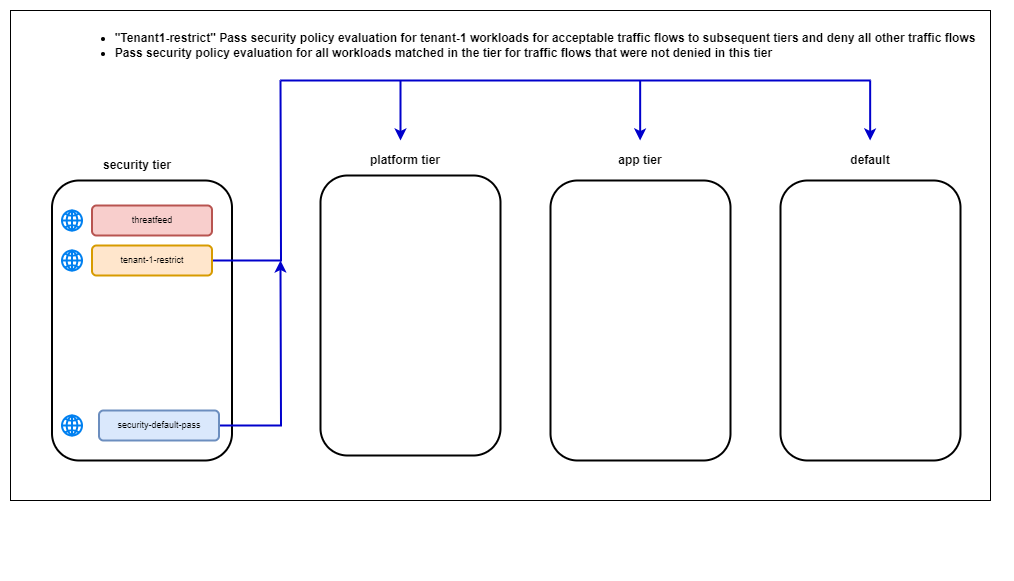 "Tenant1-restrict" Pass security policy evaluation for tenant-1 workloads for acceptable traffic flows to subsequent tiers and deny all other traffic flows
Pass security policy evaluation for all workloads matched in the tier for traffic flows that were not denied in this tier
security tier
platform tier
app tier
default
threatfeed
tenant-1-restrict
security-default-pass